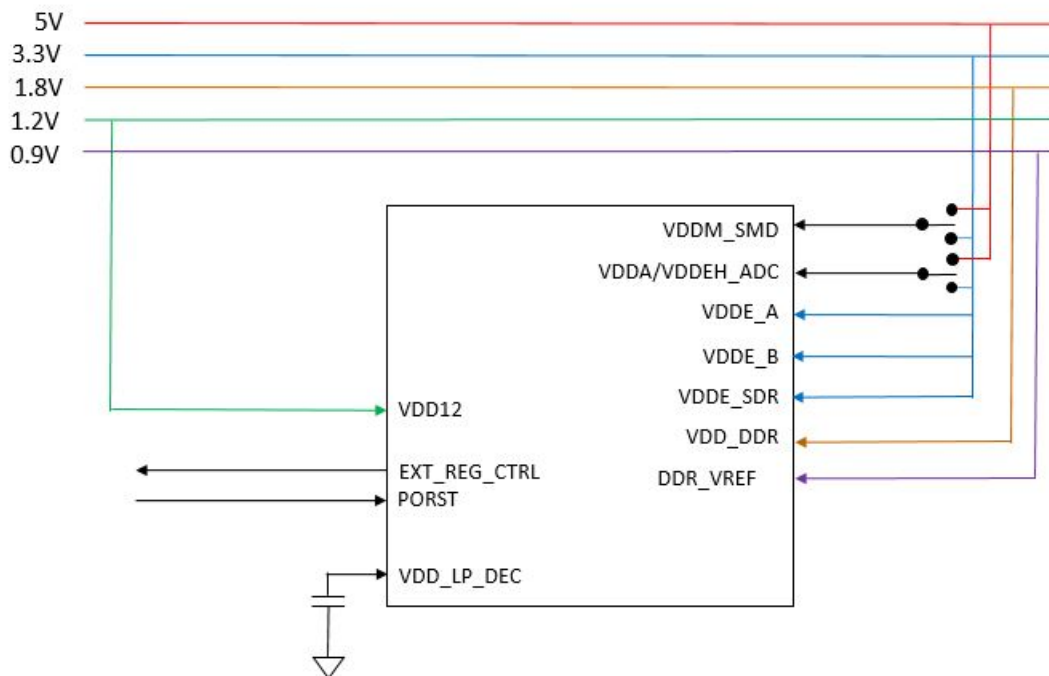 5V
3.3V
1.8V
1.2V
0.9V
VDDM_SMD
VDDA/VDDEH_ADC
VDDE_A
VDDE_B
VDDE_SDR
VDD_DDR
DDR_VREF
VDD12
EXT_REG_CTRL
PORST
VDD_LP_DEC